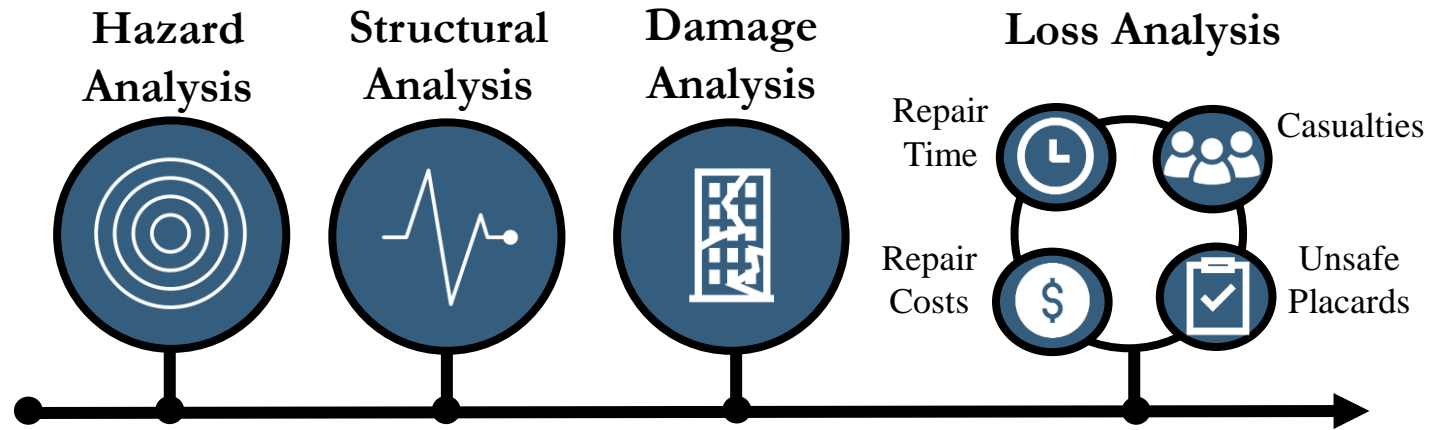 Hazard
Analysis
Structural
Analysis
Damage
Analysis
Loss Analysis
Repair
Time
Casualties
Repair
Costs
$
Unsafe
Placards